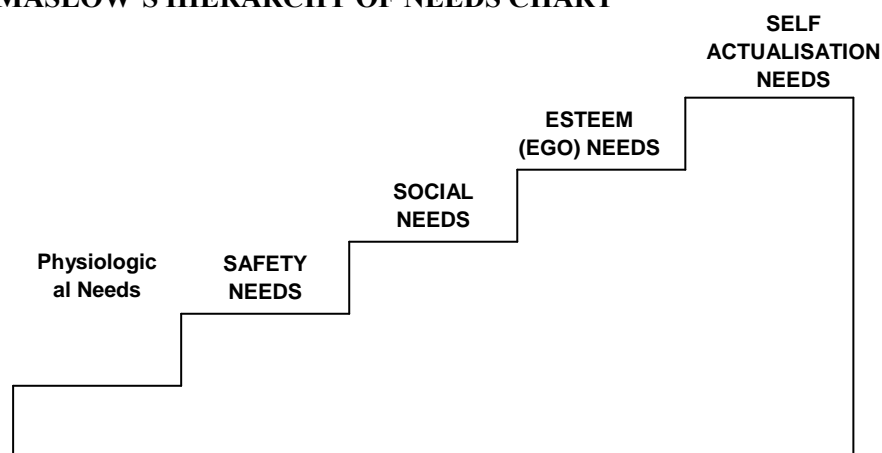 MASLOW'S HIERARCHY OF NEEDS CHART
SELF
ACTUALISATION
NEEDS
ESTEEM
(EGO) NEEDS
SOCIAL
NEEDS
Physiologic
al Needs
SAFETY
NEEDS